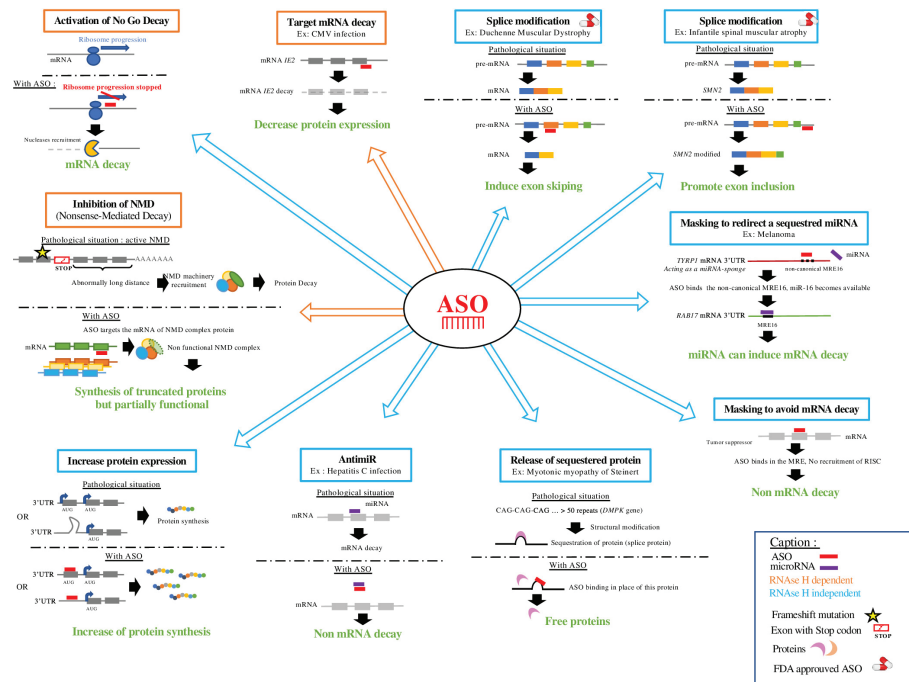 Activation of No Go Decay
Ribosome progression
mRNA
With ASO :
Ribosome progression stopped
Nucleases recruitment
mRNA decay
Target mRNA decay
Ex: CMV infection
mRNA IE2
mRNA IE2 decay
Decrease protein expression
Splice modification
Ex: Duchenne Muscular Dystrophy
Pathological situation
pre-mRNA
mRNA
With ASO
pre-mRNA
mRNA
Induce exon skiping
Splice modification
Ex: Infantile spinal muscular atrophy
Pathological situation
pre-mRNA
SMN2
With ASO
pre-mRNA
SMN2 modified
Promote exon inclusion
Inhibition of NMD
(Nonsense-Mediated Decay)
Pathological situation : active NMD
AAAAAAA
STOP
Abnormally long distance
NMD machinery
recruitment
Protein Decay
With ASO
ASO targets the mRNA of NMD complex protein
mRNA
Non functional NMD complex
Synthesis of truncated proteins
but partially functional
ASO
Masking to redirect a sequestred miRNA
Ex: Melanoma
miRNA
TYRP1 mRNA 3'UTR
Acting as a miRNA-sponge
non-canonical MRE16
ASO binds the non-canonical MRE16, miR-16 becomes available
RAB17 mRNA 3'UTR
MRE16
miRNA can induce mRNA decay
Masking to avoid mRNA decay
Tumor suppressor
mRNA
ASO binds in the MRE, No recruitment of RISC
Non mRNA decay
Increase protein expression
Pathological situation
3'UTR
AUG
AUG
OR
Protein synthesis
3'UTR
AUG
With ASO
3'UTR
AUG
AUG
OR
3'UTR
AUG
Increase of protein synthesis
AntimiR
Ex : Hepatitis C infection
Pathological situation
miRNA
mRNA
mRNA decay
With ASO
mRNA
Non mRNA decay
Release of sequestered protein
Ex: Myotonic myopathy of Steinert
Pathological situation
CAG-CAG-CAG ... > 50 repeats (DMPK gene)
Structural modification
Sequestration of protein (splice protein)
With ASO
ASO binding in place of this protein
Free proteins
Caption :
ASO
microRNA
RNAse H dependent
RNAse H independent
Frameshift mutation
Exon with Stop codon
STOP
Proteins
FDA approuved ASO